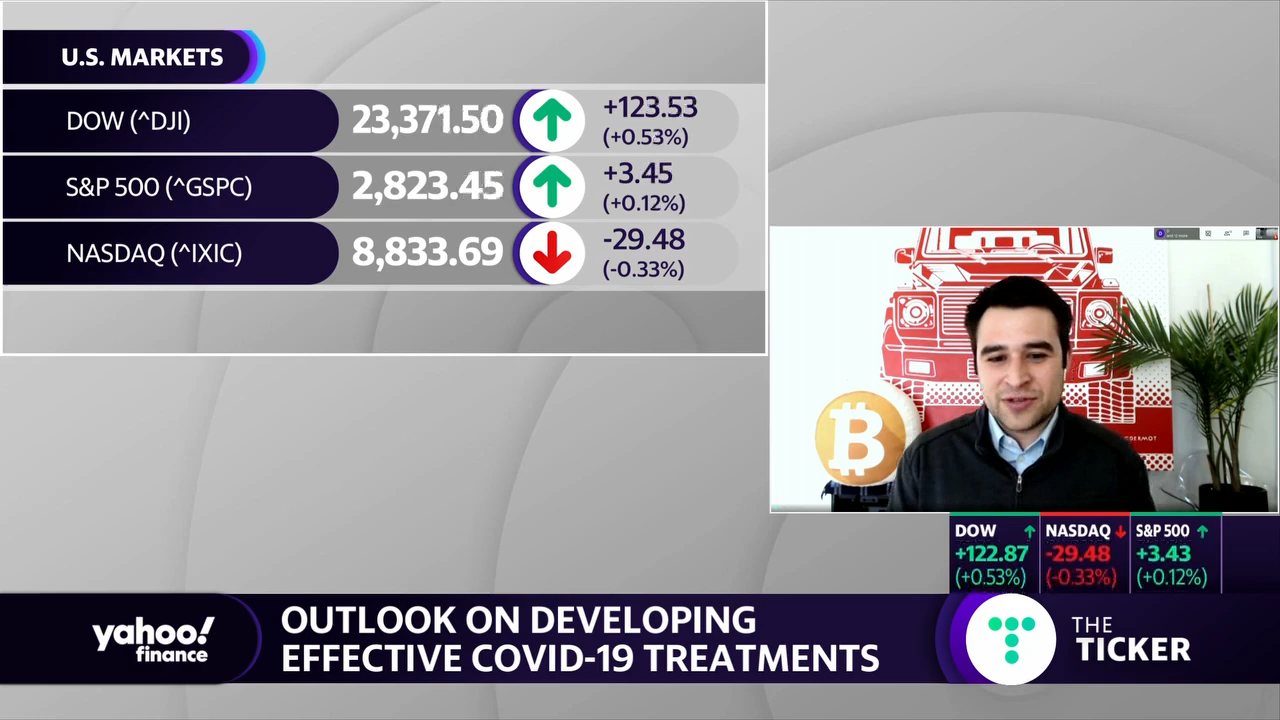 U.S. MARKETS
DOW (^DJI) 23,371.50 +123.53
(+0.53%)
S&P 500 (^GSPC) 2,823.45 +3.45
(+0.12%)
NASDAQ (^IXIC) 8,833.69 -29.48
(-0.33%)
DOW NASDAQ S&P 500
+122.87 -29.48 +3.43
(+0.53%) (-0.33%) (+0.12%)
yahoo!
finance
OUTLOOK ON DEVELOPING
EFFECTIVE COVID-19 TREATMENTS
THE
TICKER